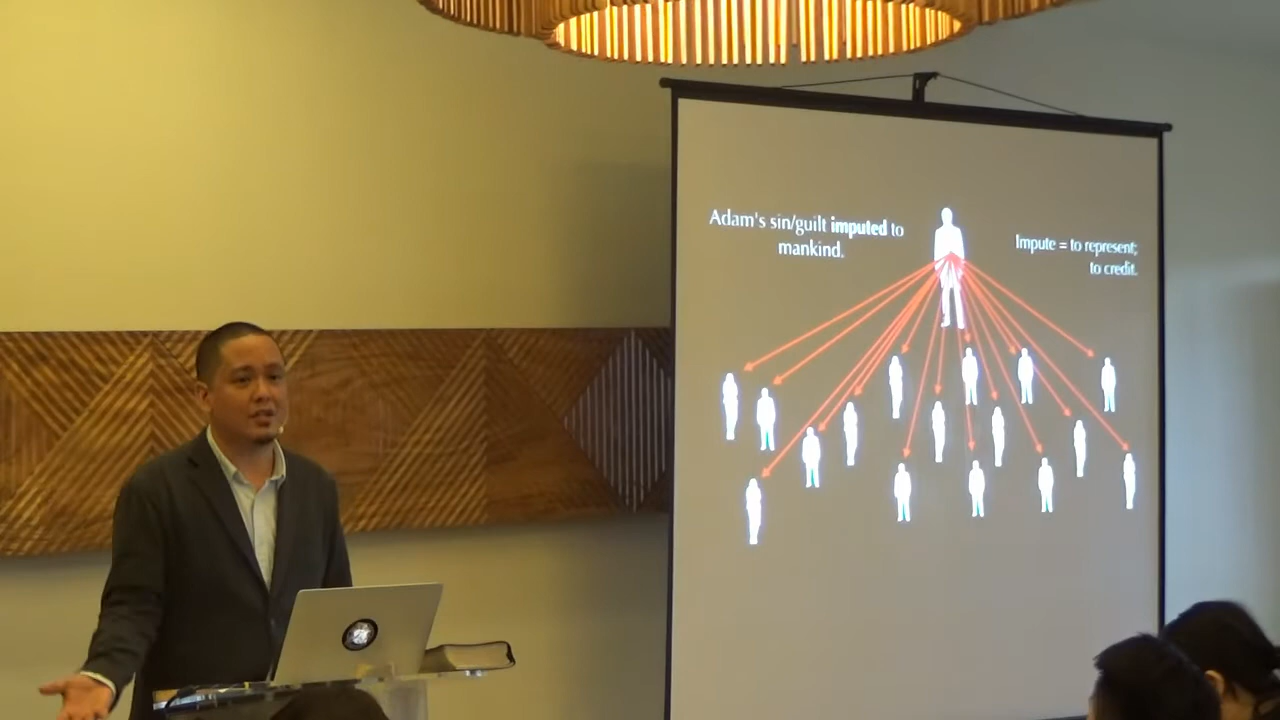 Adam's sin/guilt imputed to
mankind.
Impute = to represent;
to credit.